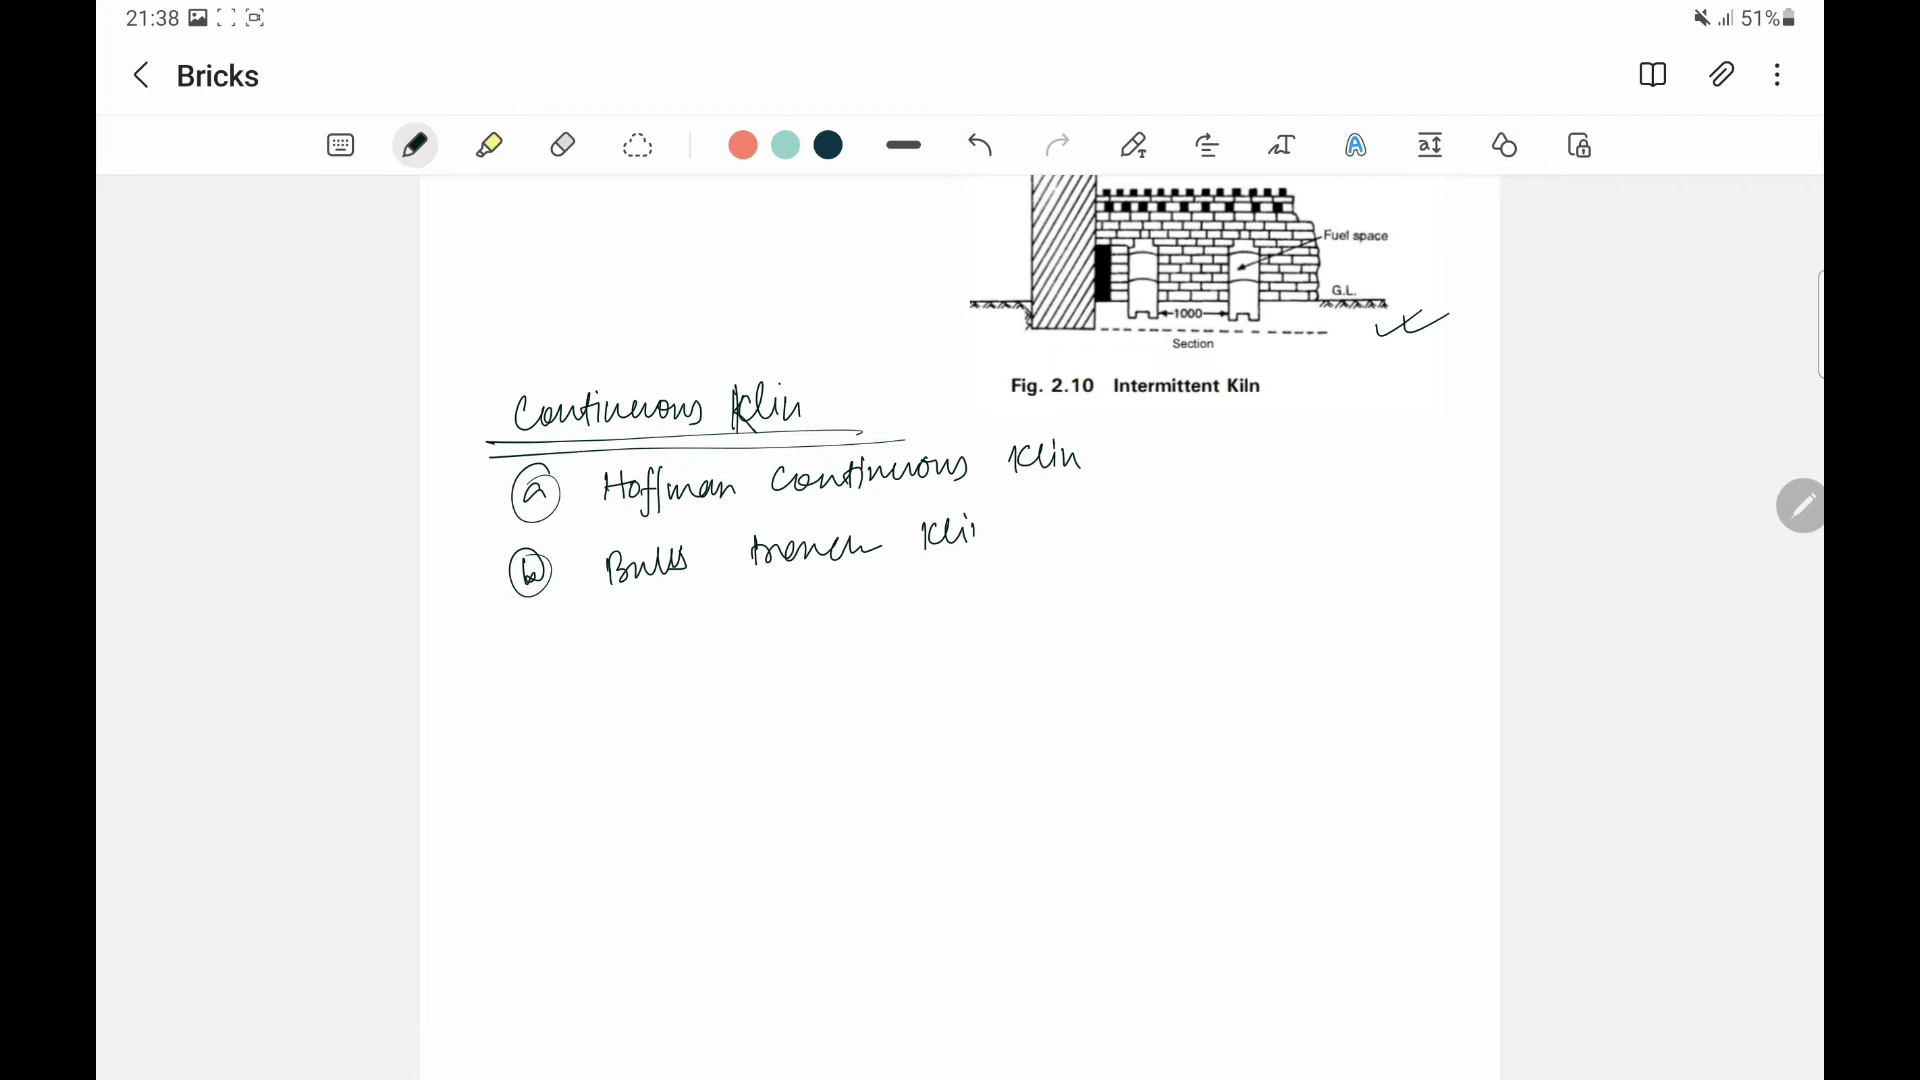 21:38
51%
Bricks
Fuel space
G.L.
1000
Section
Fig. 2.10 Intermittent Kiln
Continuous Klin
a Hoffman continuous Klin
b Bulls trench Kli